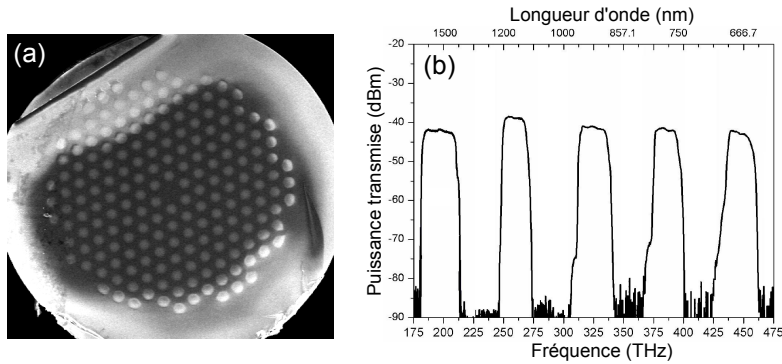 (a)
Longueur d'onde (nm)
1500 1200 1000 857.1 750 666.7
(b)
Puissance transmise (dBm)
-20
-30
-40
-50
-60
-70
-80
-90
175 200 225 250 275 300 325 350 375 400 425 450 475
Fréquence (THz)